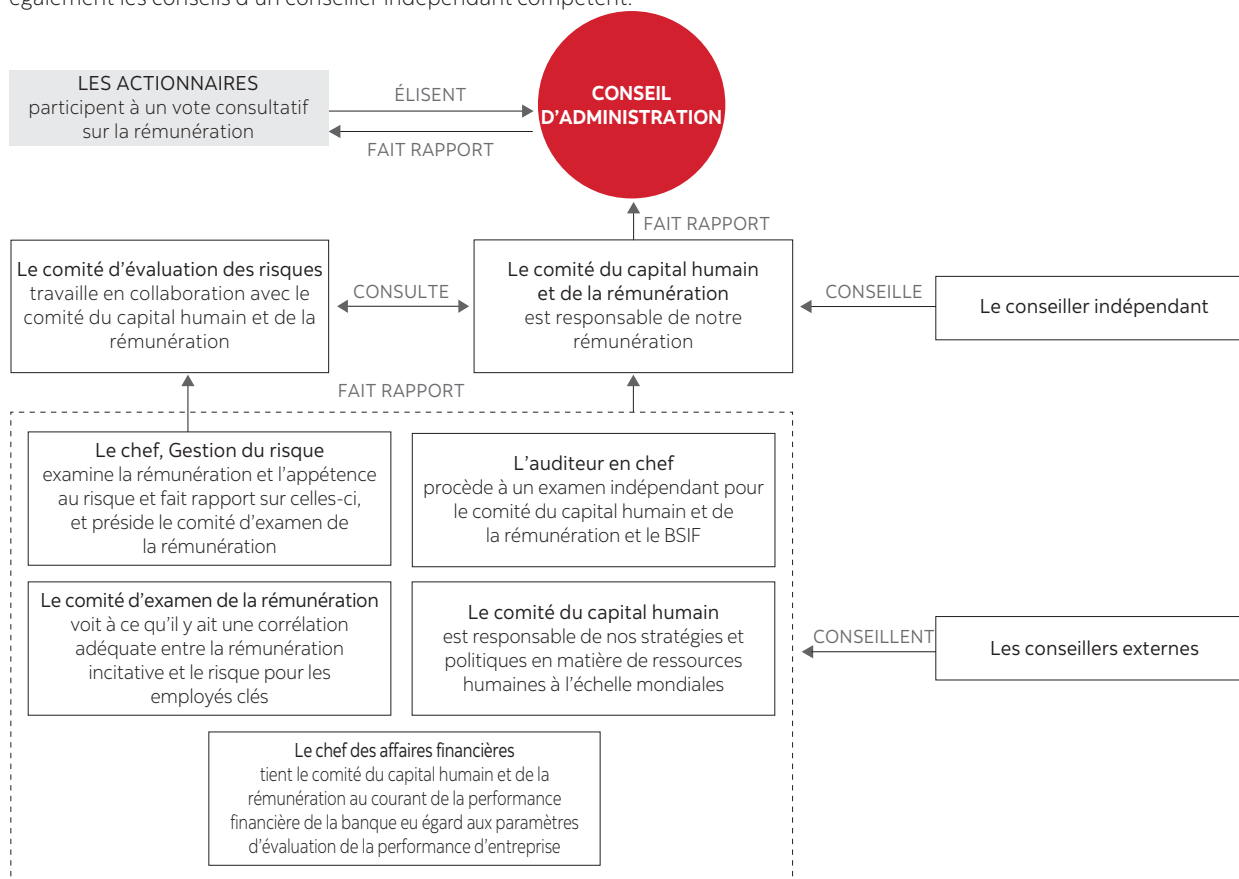 également les conseils d'un conseiller indépendant compétent.
LES ACTIONNAIRES
participent à un vote consultatif
sur la rémunération
ÉLISENT
FAIT RAPPORT
CONSEIL
D'ADMINISTRATION
FAIT RAPPORT
Le comité d'évaluation des risques
travaille en collaboration avec le
comité du capital humain et de la
rémunération
CONSULTE
Le comité du capital humain
et de la rémunération
est responsable de notre
rémunération
CONSEILLE
Le conseiller indépendant
FAIT RAPPORT
Le chef, Gestion du risque
examine la rémunération et l'appétence
au risque et fait rapport sur celles-ci,
et préside le comité d'examen de
la rémunération
L'auditeur en chef
procède à un examen indépendant pour
le comité du capital humain et de
la rémunération et le BSIF
Le comité d'examen de la rémunération
voit à ce qu'il y ait une corrélation
adéquate entre la rémunération
incitative et le risque pour les
employés clés
Le comité du capital humain
est responsable de nos stratégies et
politiques en matière de ressources
humaines à l'échelle mondiales
CONSEILLENT
Les conseillers externes
Le chef des affaires financières
tient le comité du capital humain et de la
rémunération au courant de la performance
financière de la banque eu égard aux paramètres
d'évaluation de la performance d'entreprise